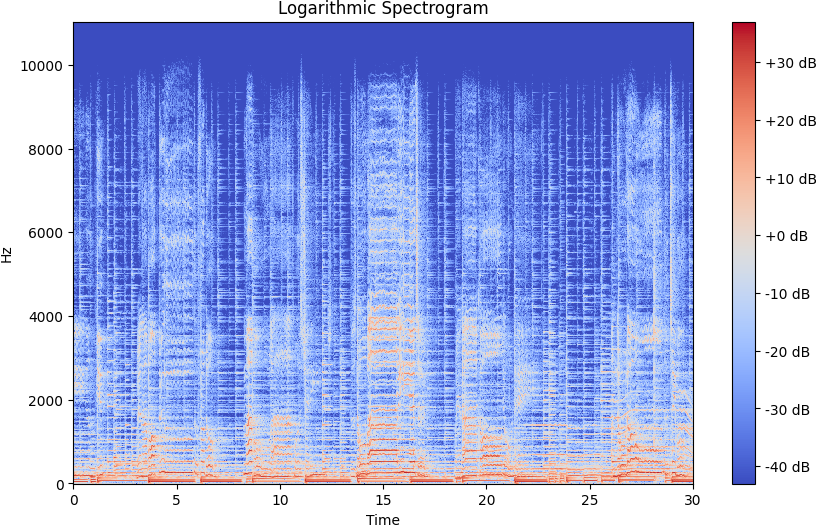 Logarithmic Spectrogram
10000
8000
6000
4000
2000
0
Hz
0 5 10 15 20 25 30
Time
+30 dB
+20 dB
+10 dB
+0 dB
-10 dB
-20 dB
-30 dB
-40 dB